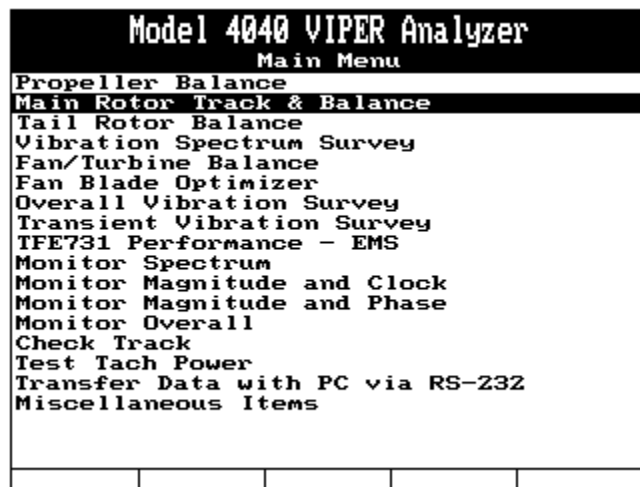 Model 4040 VIPER Analyzer
Main Menu
Propeller Balance
Main Rotor Track & Balance
Tail Rotor Balance
Vibration Spectrum Survey
Fan/Turbine Balance
Fan Blade Optimizer
Overall Vibration Survey
Transient Vibration Survey
TFE731 Performance - EMS
Monitor Spectrum
Monitor Magnitude and Clock
Monitor Magnitude and Phase
Monitor Overall
Check Track
Test Tach Power
Transfer Data with PC via RS-232
Miscellaneous Items